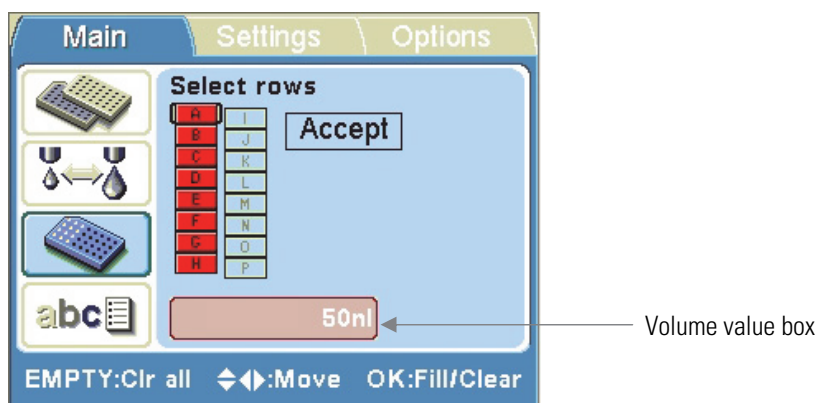 Main Settings Options
Select rows
A I
B J
C K
D L
E M
F N
G O
H P
Accept
abc
50nl
Volume value box
EMPTY:Clr all :Move OK:Fill/Clear